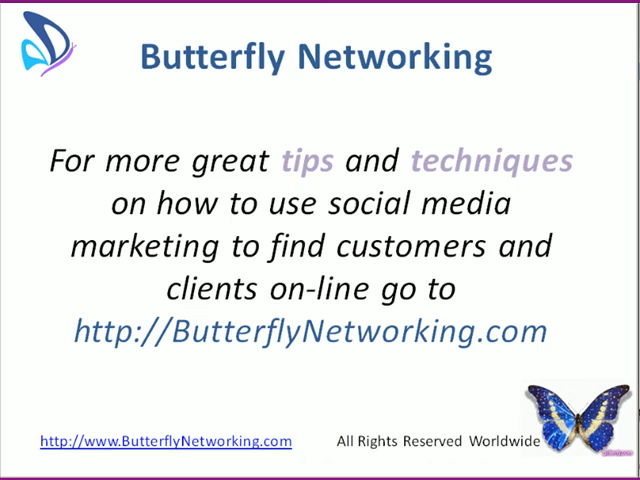 Butterfly Networking
For more great tips and techniques
on how to use social media
marketing to find customers and
clients on-line go to
http://ButterflyNetworking.com
http://www.ButterflyNetworking.com All Rights Reserved Worldwide